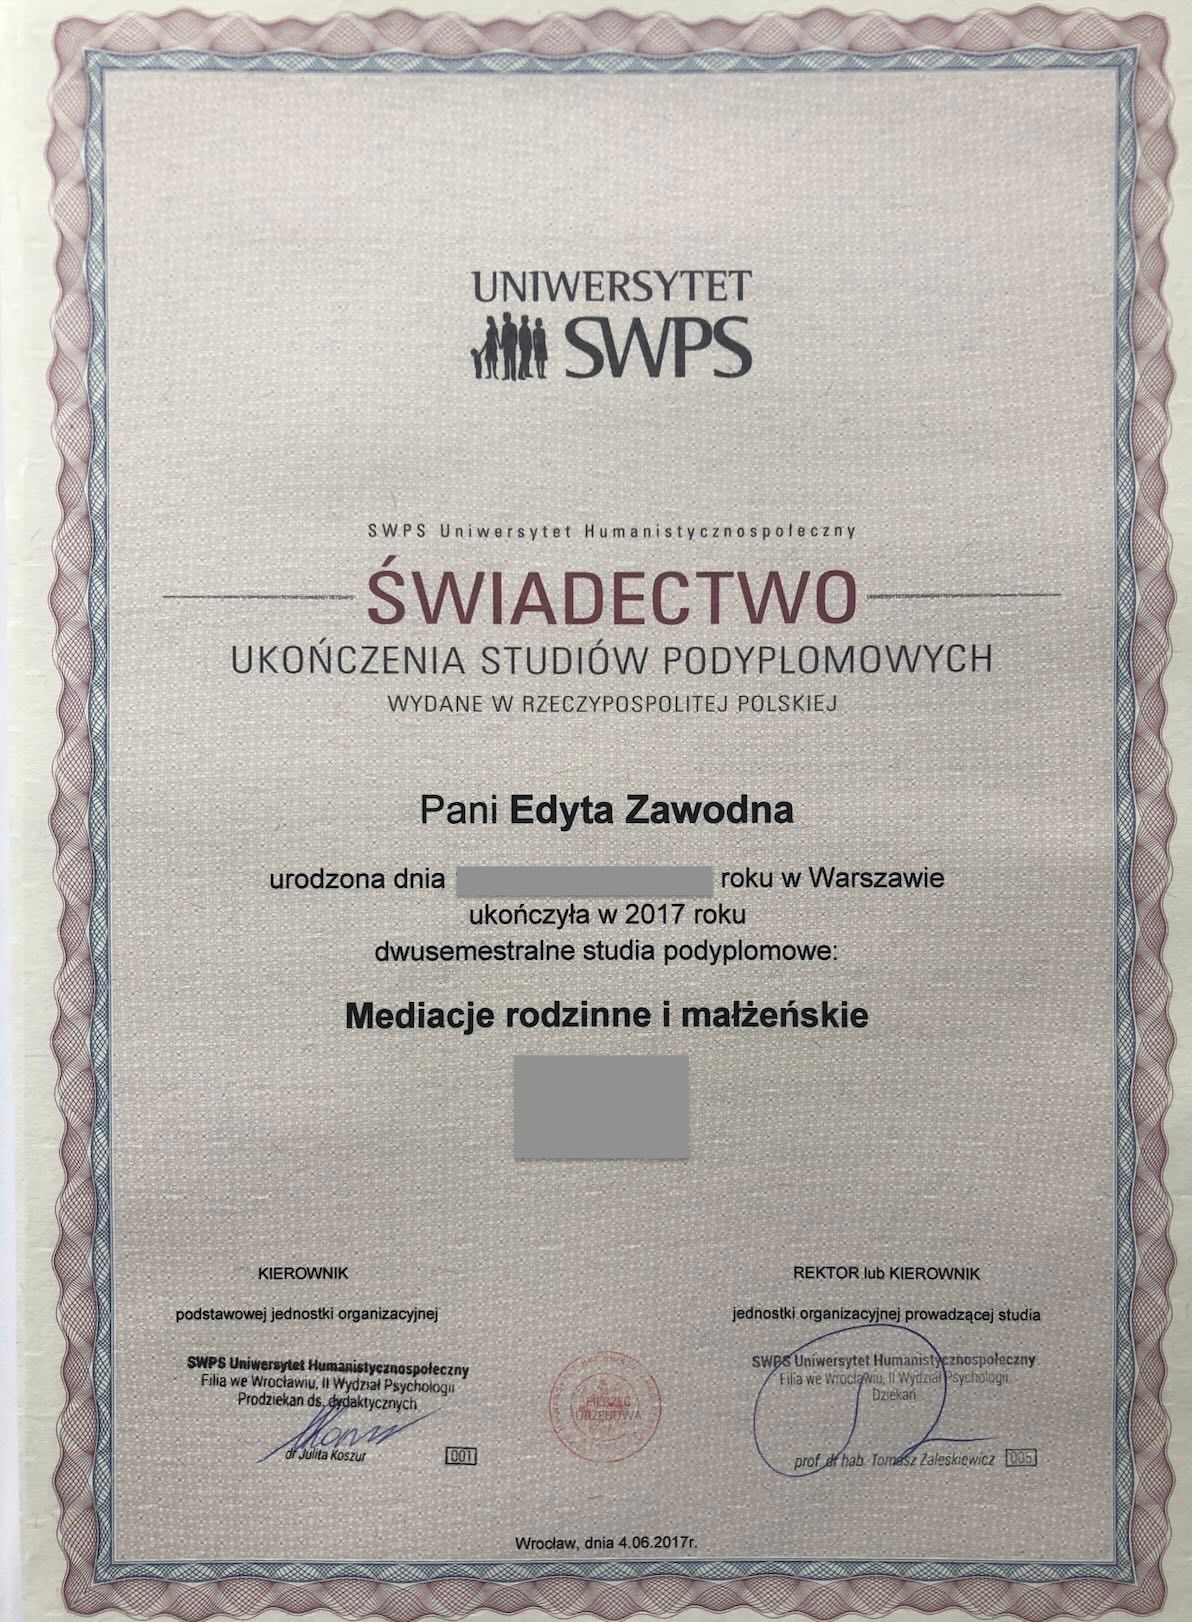 UNIWERSYTET
SWPS
SWPS Uniwersytet Humanistycznospołeczny
ŚWIADECTWO
UKOŃCZENIA STUDIÓW PODYPLOMOWYCH
WYDANE W RZECZYPOSPOLITEJ POLSKIEJ
Pani Edyta Zawodna
urodzona dnia roku w Warszawie
ukończyła w 2017 roku
dwusemestralne studia podyplomowe:
Mediacje rodzinne i małżeńskie
KIEROWNIK
podstawowej jednostki organizacyjnej
SWPS Uniwersytet Humanistycznospołeczny
Filia we Wrocławiu, II Wydział Psychologii
Prodziekan ds. dydaktycznych
dr Julita Koszur
001
PIECZĘĆ
URZĘDOWA
REKTOR lub KIEROWNIK
jednostki organizacyjnej prowadzącej studia
SWPS Uniwersytet Humanistycznospołeczny
Filia we Wrocławiu, II Wydział Psychologii
Dziekan
prof. dr hab. Tomasz Zaleskiewicz
005
Wrocław, dnia 4.06.2017r.